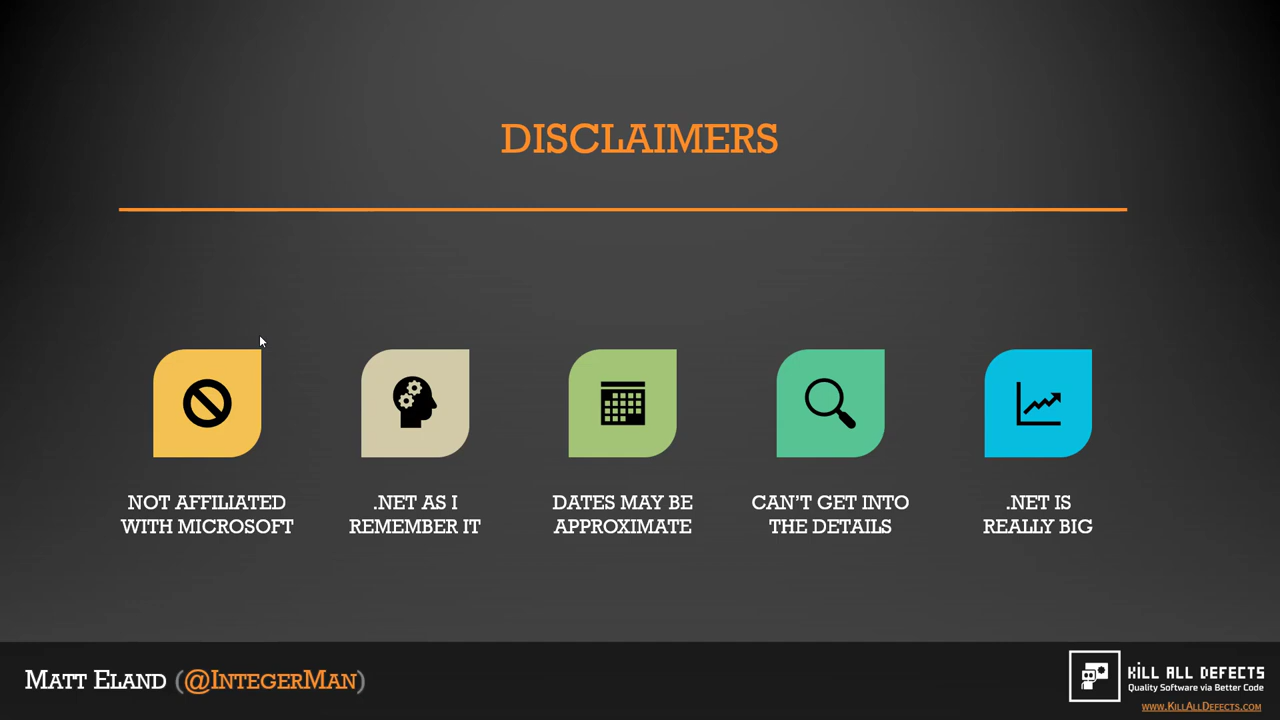 DISCLAIMERS
NOT AFFILIATED
WITH MICROSOFT
.NET AS I
REMEMBER IT
DATES MAY BE
APPROXIMATE
CAN'T GET INTO
THE DETAILS
.NET IS
REALLY BIG
MATT ELAND (@INTEGERMAN)
KILL ALL DEFECTS
Quality Software via Better Code
WWW.KILLALLDEFECTS.COM